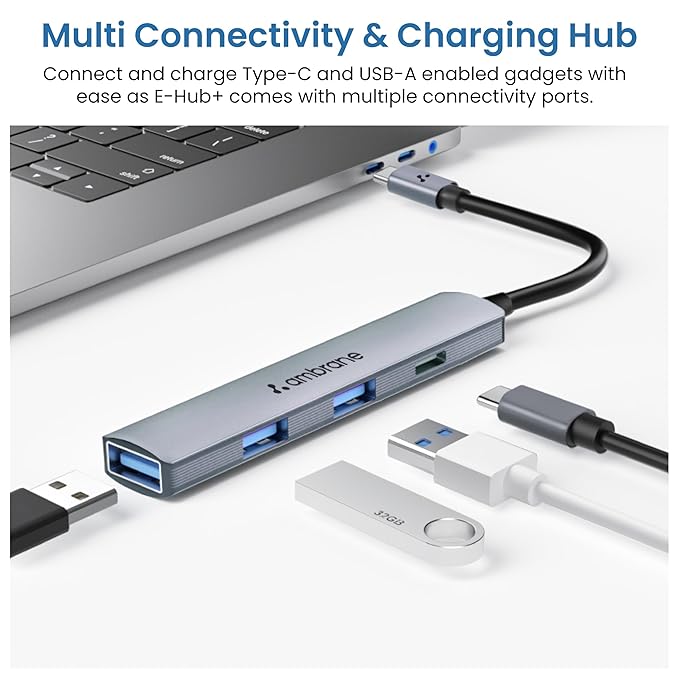 Multi Connectivity & Charging Hub
Connect and charge Type-C and USB-A enabled gadgets with
ease as E-Hub+ comes with multiple connectivity ports.
return
shift
ambrane
32GB